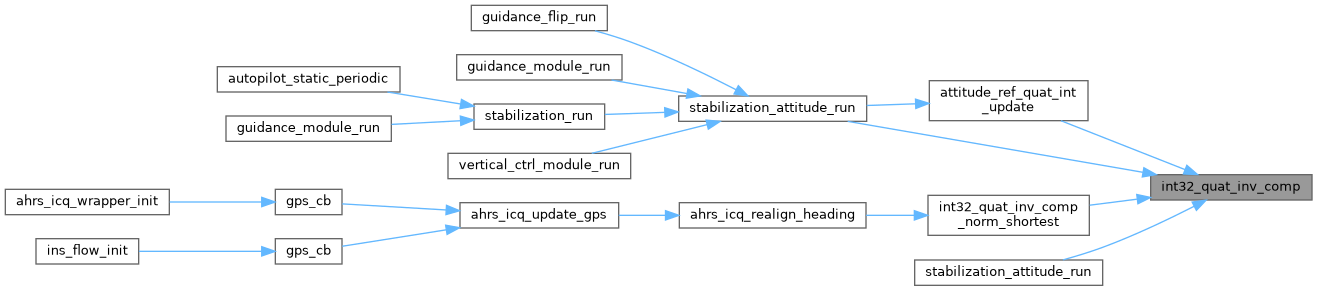 guidance_flip_run
guidance_module_run
autopilot_static_periodic
attitude_ref_quat_int
_update
stabilization_attitude_run
stabilization_run
guidance_module_run
vertical_ctrl_module_run
int32_quat_inv_comp
ahrs_icq_wrapper_init
gps_cb
ahrs_icq_update_gps
ahrs_icq_realign_heading
int32_quat_inv_comp
_norm_shortest
ins_flow_init
gps_cb
stabilization_attitude_run